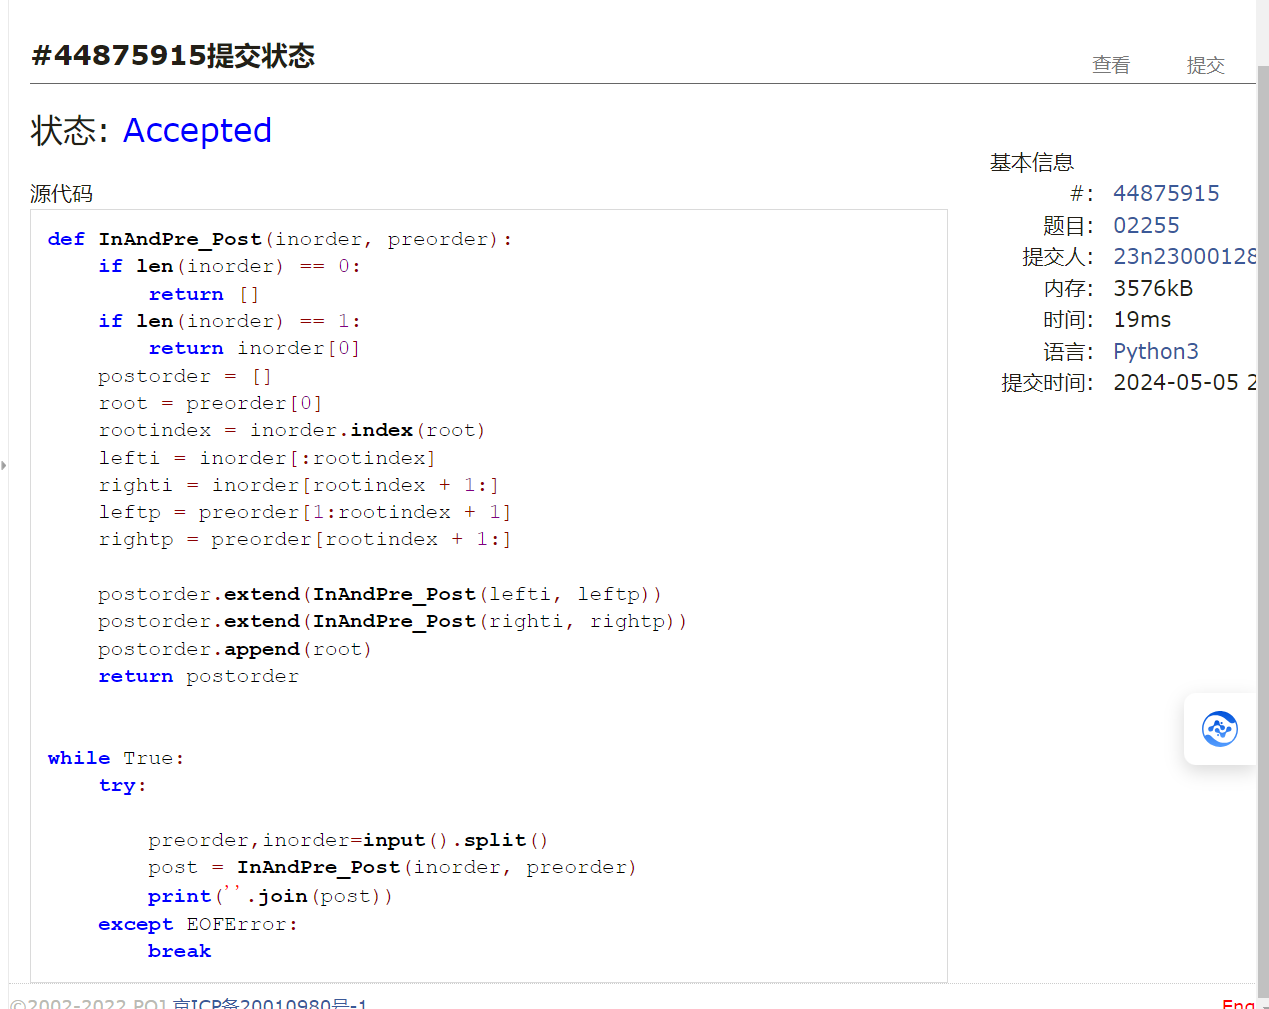 #44875915提交状态
查看 提交
状态: Accepted
源代码
def InAndPre_Post(inorder, preorder):
    if len(inorder) == 0:
        return []
    if len(inorder) == 1:
        return inorder[0]
    postorder = []
    root = preorder[0]
    rootindex = inorder.index(root)
    lefti = inorder[:rootindex]
    righti = inorder[rootindex + 1:]
    leftp = preorder[1:rootindex + 1]
    rightp = preorder[rootindex + 1:]
    postorder.extend(InAndPre_Post(lefti, leftp))
    postorder.extend(InAndPre_Post(righti, rightp))
    postorder.append(root)
    return postorder
while True:
    try:
        preorder,inorder=input().split()
        post = InAndPre_Post(inorder, preorder)
        print(''.join(post))
    except EOFError:
        break
基本信息
#: 44875915
题目: 02255
提交人: 23n23000128
内存: 3576kB
时间: 19ms
语言: Python3
提交时间: 2024-05-05 2
©2002-2022 POJ 京ICP备20010980号-1
Eng